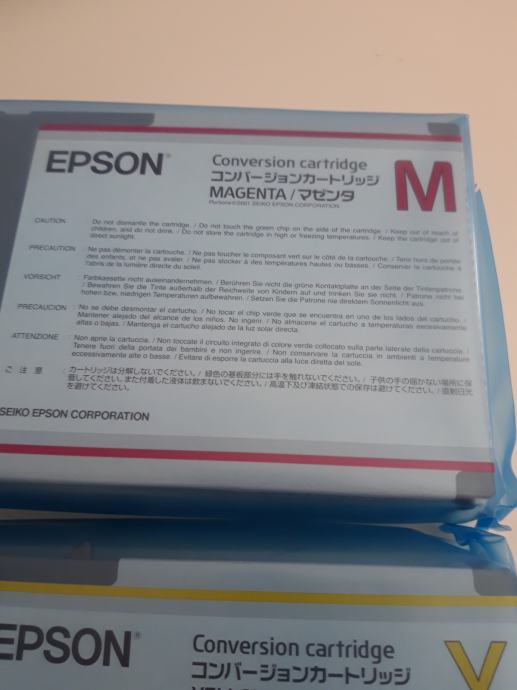 EPSON®
Conversion cartridge
コンバージョンカートリッジ
MAGENTA / マゼンタ
Portions©2001 SEIKO EPSON CORPORATION
M
CAUTION : Do not dismantle the cartridge. / Do not touch the green chip on the side of the cartridge. / Keep out of reach of
children, and do not drink. / Do not store the cartridge in high or freezing temperatures. / Keep the cartridge out of
direct sunlight.
PRECAUTION : Ne pas démonter la cartouche. / Ne pas toucher le composant vert sur le côté de la cartouche. / Tenir hors de portée
des enfants, et ne pas avaler. / Ne pas stocker à des températures hautes ou basses. / Conserver la cartouche à
l'abris de la lumière directe du soleil.
VORSICHT : Farbkassette nicht auseinandernehmen. / Berühren Sie nicht die grüne Kontaktplatte an der Seite der Tintenpatrone.
/ Bewahren Sie die Tinte außerhalb der Reichweite von Kindern auf und trinken Sie sie nicht. / Patrone nicht bei
hohen bzw, niedrigen Temperaturen aufbewahren. / Setzen Sie die Patrone nie direktem Sonnenlicht aus.
PRECAUCION : No se debe desmontar el cartucho. / No tocar el chip verde que se encuentra en uno de los lados del cartucho. /
Mantener alejado del alcance de los niños. No ingerir. / No almacene el cartucho a temperaturas excesivamente
altas o bajas. / Mantenga el cartucho alejado de la luz solar directa.
ATTENZIONE : Non aprire la cartuccia. / Non toccate il circuito integrato di colore verde collocato sulla parte laterale della cartuccia. /
Tenere fuori della portata dei bambini e non ingerire. / Non conservare la cartuccia in ambienti a temperature
eccessivamente alte o basse. / Evitare di esporre la cartuccia alla luce diretta del sole.
ご 注 意 : カートリッジは分解しないでください。/ 緑色の基板部分には手を触れないでください。/ 子供の手の届かない場所に保
管してください。また付着した液体は飲まないでください。/ 高温下及び凍結状態での保存は避けてください。/ 直射日光
を避けてください。
SEIKO EPSON CORPORATION
EPSON®
Conversion cartridge
コンバージョンカートリッジ
Y